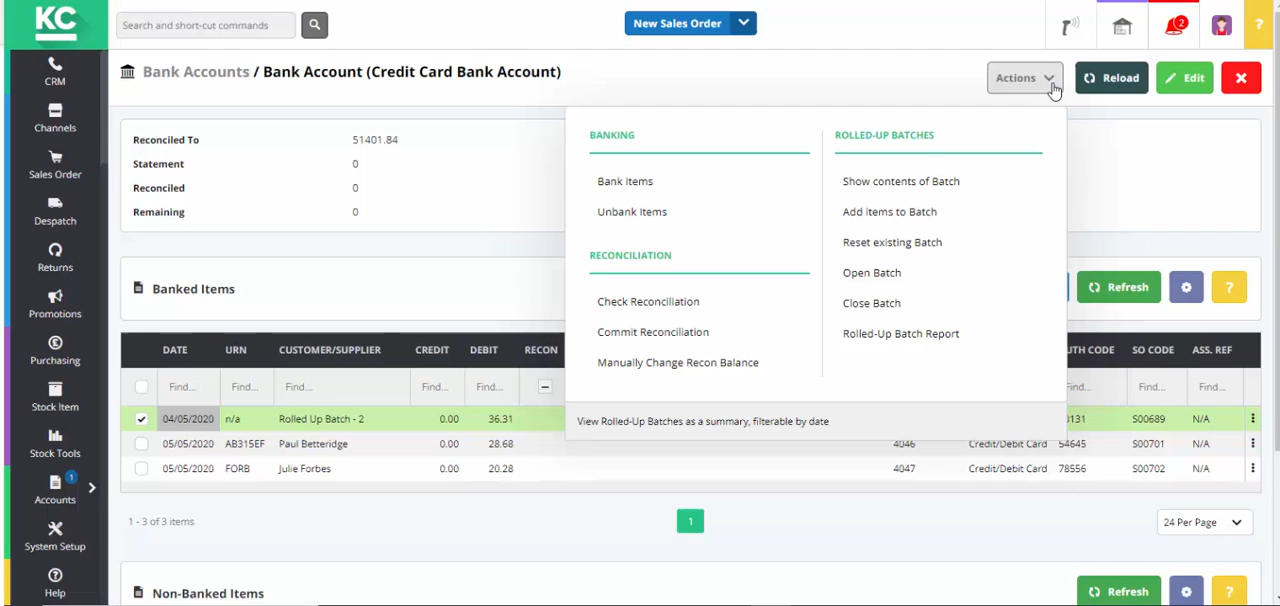 KC
Search and short-cut commands
New Sales Order
2
?
CRM
Channels
Sales Order
Despatch
Returns
Promotions
Purchasing
Stock Item
Stock Tools
Accounts
1
System Setup
Help
Bank Accounts / Bank Account (Credit Card Bank Account)
Actions
Reload
Edit
Reconciled To 51401.84
Statement 0
Reconciled 0
Remaining 0
BANKING
Bank Items
Unbank Items
RECONCILIATION
Check Reconciliation
Commit Reconciliation
Manually Change Recon Balance
ROLLED-UP BATCHES
Show contents of Batch
Add items to Batch
Reset existing Batch
Open Batch
Close Batch
Rolled-Up Batch Report
View Rolled-Up Batches as a summary, filterable by date
Banked Items
Refresh
?
DATE URN CUSTOMER/SUPPLIER CREDIT DEBIT RECON UTH CODE SO CODE ASS. REF
Find... Find... Find... Find... Find... Find... Find... Find...
04/05/2020 n/a Rolled Up Batch - 2 0.00 36.31 131 S00689 N/A
05/05/2020 AB315EF Paul Betteridge 0.00 28.68 4046 Credit/Debit Card 54645 S00701 N/A
05/05/2020 FORB Julie Forbes 0.00 20.28 4047 Credit/Debit Card 78556 S00702 N/A
1 - 3 of 3 items
1
24 Per Page
Non-Banked Items
Refresh
?